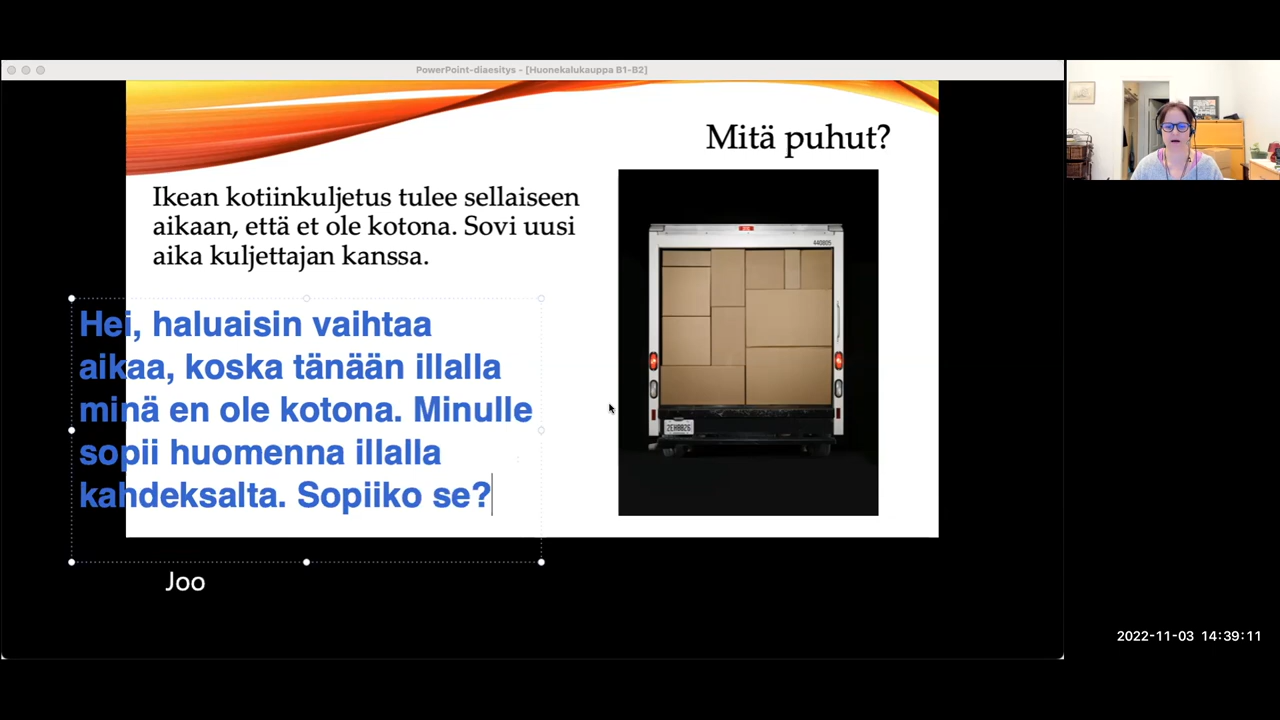 PowerPoint-diaesitys - [Huonekalukauppa B1-B2]
Mitä puhut?
Ikean kotiinkuljetus tulee sellaiseen
aikaan, että et ole kotona. Sovi uusi
aika kuljettajan kanssa.
440805
Hei, haluaisin vaihtaa
aikaa, koska tänään illalla
minä en ole kotona. Minulle
sopii huomenna illalla
kahdeksalta. Sopiiko se?
Joo
2022-11-03 14:39:11